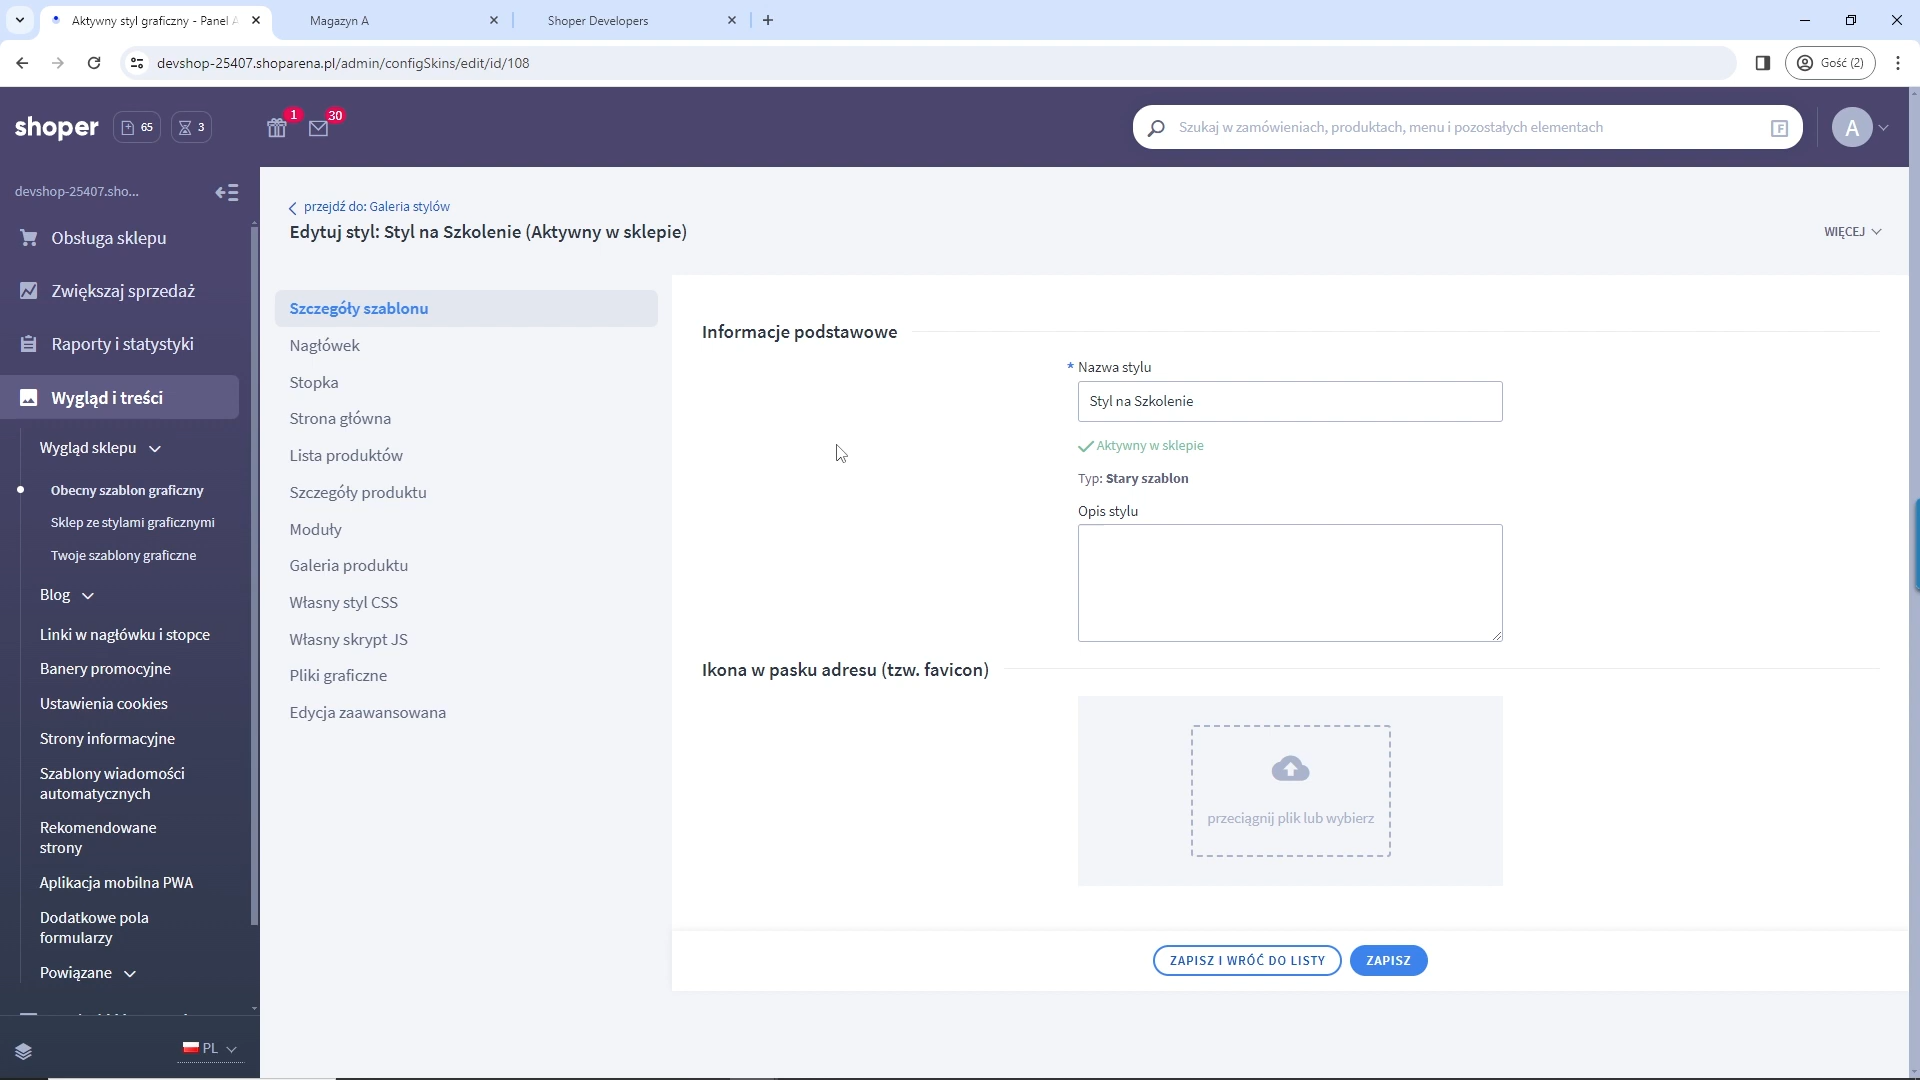 Aktywny styl graficzny - Panel A
Magazyn A
Shoper Developers
devshop-25407.shoparena.pl/admin/configSkins/edit/id/108
Gość (2)
shoper
65
3
1
30
Szukaj w zamówieniach, produktach, menu i pozostałych elementach
F
A
devshop-25407.sho...
Obsługa sklepu
Zwiększaj sprzedaż
Raporty i statystyki
Wygląd i treści
Wygląd sklepu
Obecny szablon graficzny
Sklep ze stylami graficznymi
Twoje szablony graficzne
Blog
Linki w nagłówku i stopce
Banery promocyjne
Ustawienia cookies
Strony informacyjne
Szablony wiadomości
automatycznych
Rekomendowane
strony
Aplikacja mobilna PWA
Dodatkowe pola
formularzy
Powiązane
PL
przejdź do: Galeria stylów
Edytuj styl: Styl na Szkolenie (Aktywny w sklepie)
WIĘCEJ
Szczegóły szablonu
Nagłówek
Stopka
Strona główna
Lista produktów
Szczegóły produktu
Moduły
Galeria produktu
Własny styl CSS
Własny skrypt JS
Pliki graficzne
Edycja zaawansowana
Informacje podstawowe
* Nazwa stylu
Styl na Szkolenie
Aktywny w sklepie
Typ: Stary szablon
Opis stylu
Ikona w pasku adresu (tzw. favicon)
przeciągnij plik lub wybierz
ZAPISZ I WRÓĆ DO LISTY
ZAPISZ